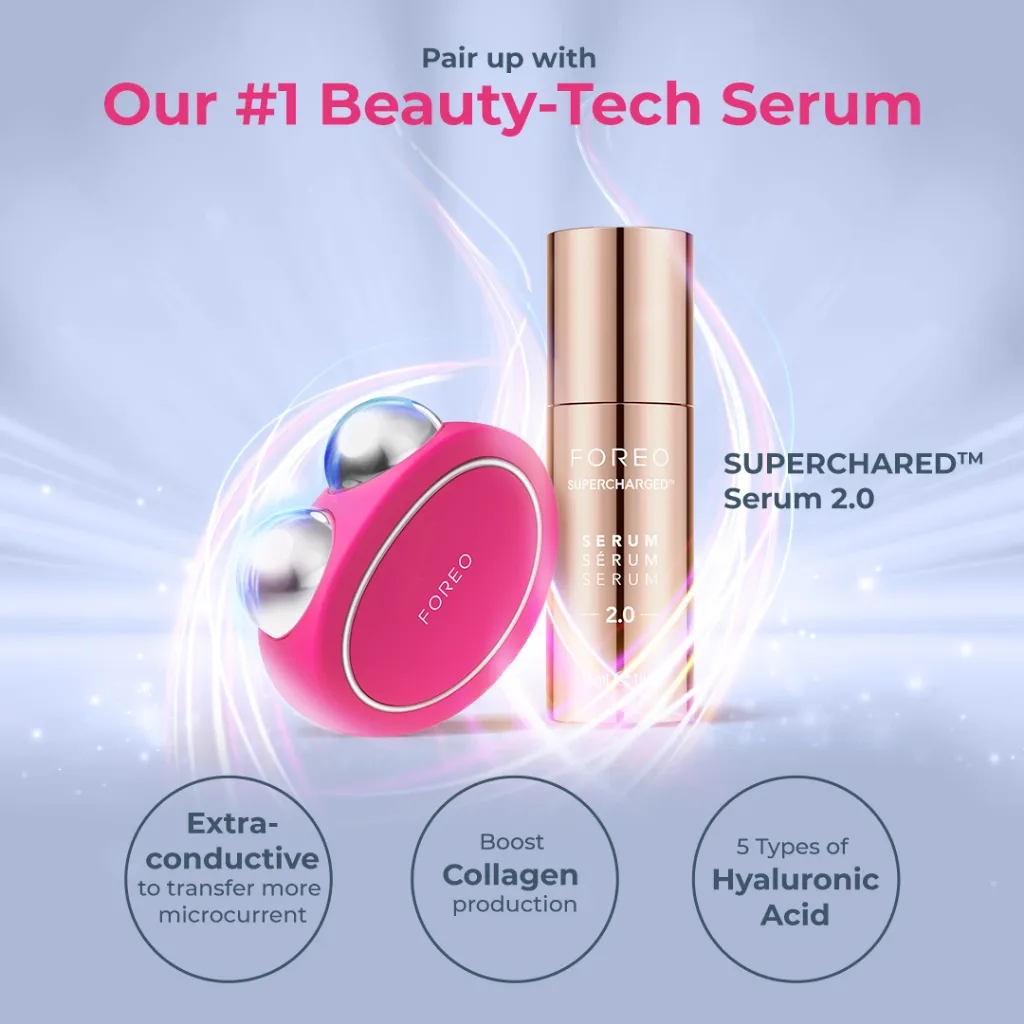 Pair up with
Our #1 Beauty-Tech Serum
FOREO
FOREO
SUPERCHARGED™
SERUM
SÉRUM
SERUM
2.0
SUPERCHARED™
Serum 2.0
Extra-
conductive
to transfer more
microcurrent
Boost
Collagen
production
5 Types of
Hyaluronic
Acid